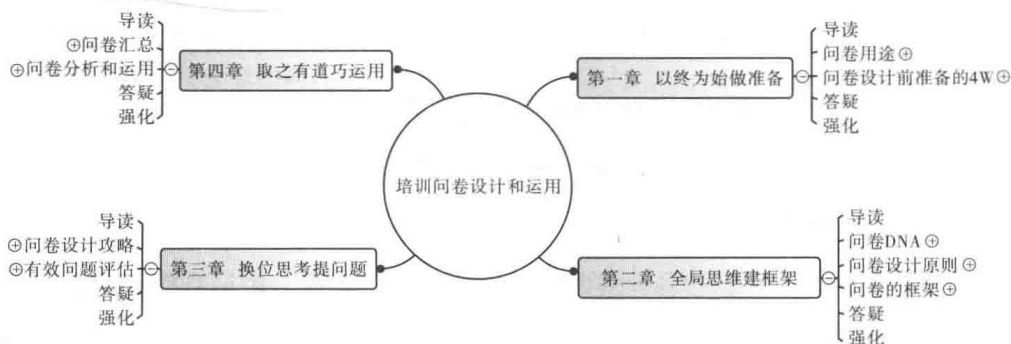 培训问卷设计和运用
第一章 以终为始做准备
导读
问卷用途
问卷设计前准备的4W
答疑
强化
第二章 全局思维建框架
导读
问卷DNA
问卷设计原则
问卷的框架
答疑
强化
第三章 换位思考提问题
导读
问卷设计攻略
有效问题评估
答疑
强化
第四章 取之有道巧运用
导读
问卷汇总
问卷分析和运用
答疑
强化